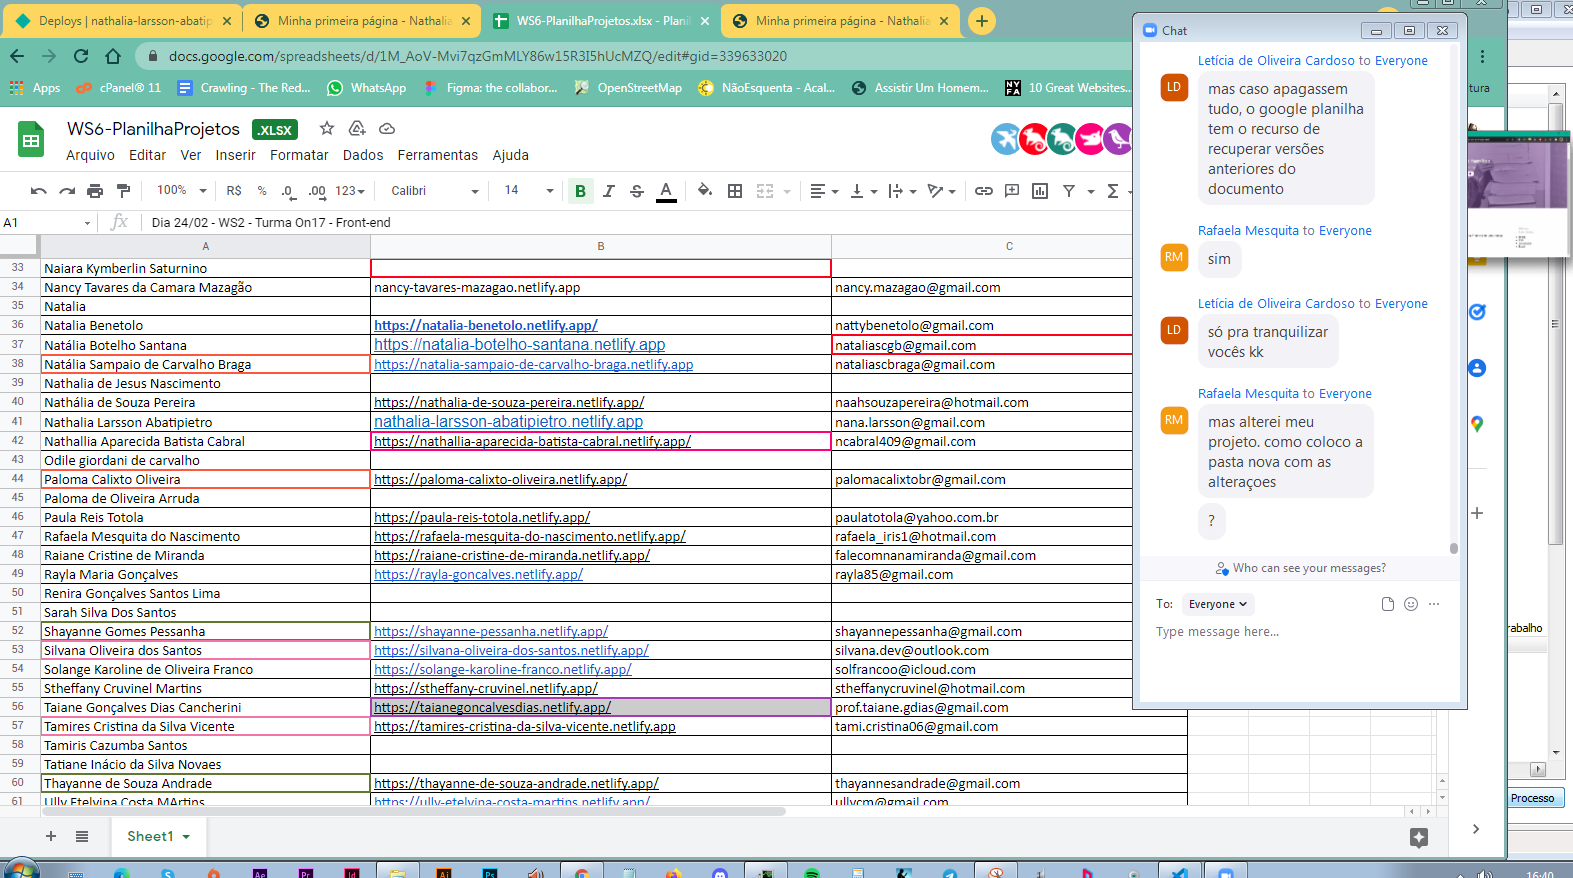 Deploys | nathalia-larsson-abatip
Minha primeira página - Nathalia
WS6-PlanilhaProjetos.xlsx - Plani
Minha primeira página - Nathalia
docs.google.com/spreadsheets/d/1M_AoV-Mvi7qzGmMLY86w15R3I5hUcMZQ/edit#gid=339633020
Apps
cPanel® 11
Crawling - The Red...
WhatsApp
Figma: the collabor...
OpenStreetMap
NãoEsquenta - Acal...
Assistir Um Homem...
10 Great Websites...
tura
WS6-PlanilhaProjetos
.XLSX
Arquivo Editar Ver Inserir Formatar Dados Ferramentas Ajuda
100% R$ % .0 .00 123 Calibri 14 B I S A
A1 fx Dia 24/02 - WS2 - Turma On17 - Front-end
A B C
33 Naiara Kymberlin Saturnino
34 Nancy Tavares da Camara Mazagão nancy-tavares-mazagao.netlify.app nancy.mazagao@gmail.com
35 Natalia
36 Natalia Benetolo https://natalia-benetolo.netlify.app/ nattybenetolo@gmail.com
37 Natália Botelho Santana https://natalia-botelho-santana.netlify.app nataliascgb@gmail.com
38 Natália Sampaio de Carvalho Braga https://natalia-sampaio-de-carvalho-braga.netlify.app nataliascbraga@gmail.com
39 Nathalia de Jesus Nascimento
40 Nathália de Souza Pereira https://nathalia-de-souza-pereira.netlify.app/ naahsouzapereira@hotmail.com
41 Nathalia Larsson Abatipietro nathalia-larsson-abatipietro.netlify.app nana.larsson@gmail.com
42 Nathallia Aparecida Batista Cabral https://nathallia-aparecida-batista-cabral.netlify.app/ ncabral409@gmail.com
43 Odile giordani de carvalho
44 Paloma Calixto Oliveira https://paloma-calixto-oliveira.netlify.app/ palomacalixtobr@gmail.com
45 Paloma de Oliveira Arruda
46 Paula Reis Totola https://paula-reis-totola.netlify.app/ paulatotola@yahoo.com.br
47 Rafaela Mesquita do Nascimento https://rafaela-mesquita-do-nascimento.netlify.app/ rafaela_iris1@hotmail.com
48 Raiane Cristine de Miranda https://raiane-cristine-de-miranda.netlify.app/ falecomnanamiranda@gmail.com
49 Rayla Maria Gonçalves https://rayla-goncalves.netlify.app/ rayla85@gmail.com
50 Renira Gonçalves Santos Lima
51 Sarah Silva Dos Santos
52 Shayanne Gomes Pessanha https://shayanne-pessanha.netlify.app/ shayannepessanha@gmail.com
53 Silvana Oliveira dos Santos https://silvana-oliveira-dos-santos.netlify.app/ silvana.dev@outlook.com
54 Solange Karoline de Oliveira Franco https://solange-karoline-franco.netlify.app/ solfrancoo@icloud.com
55 Stheffany Cruvinel Martins https://stheffany-cruvinel.netlify.app/ stheffanycruvinel@hotmail.com
56 Taiane Gonçalves Dias Cancherini https://taianegoncalvesdias.netlify.app/ prof.taiane.gdias@gmail.com
57 Tamires Cristina da Silva Vicente https://tamires-cristina-da-silva-vicente.netlify.app tami.cristina06@gmail.com
58 Tamiris Cazumba Santos
59 Tatiane Inácio da Silva Novaes
60 Thayanne de Souza Andrade https://thayanne-de-souza-andrade.netlify.app/ thayannesandrade@gmail.com
61 Ully Etelvina Costa MArtins https://ully-etelvina-costa-martins.netlify.app/ ullycm@gmail.com
Sheet1
Chat
Letícia de Oliveira Cardoso to Everyone
LD
mas caso apagassem
tudo, o google planilha
tem o recurso de
recuperar versões
anteriores do
documento
Rafaela Mesquita to Everyone
RM
sim
Letícia de Oliveira Cardoso to Everyone
LD
só pra tranquilizar
vocês kk
Rafaela Mesquita to Everyone
RM
mas alterei meu
projeto. como coloco a
pasta nova com as
alteraçoes
?
Who can see your messages?
To: Everyone
Type message here...
rabalho
Processo
16:40